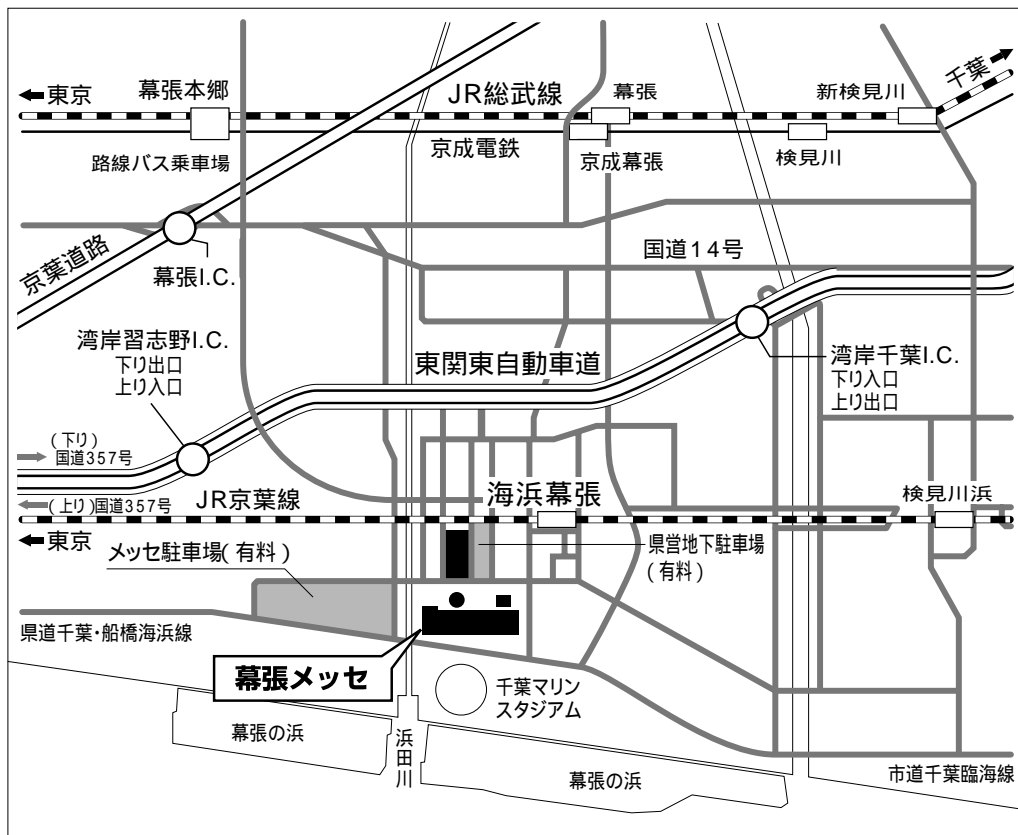 千葉
東京
幕張本郷
JR総武線
幕張
新検見川
路線バス乗車場
京成電鉄
京成幕張
検見川
京葉道路
幕張I.C.
国道14号
湾岸習志野I.C.
下り出口
上り入口
東関東自動車道
湾岸千葉I.C.
下り入口
上り出口
(下り)
国道357号
(上り)国道357号
JR京葉線
海浜幕張
検見川浜
東京
メッセ駐車場(有料)
県営地下駐車場
(有料)
県道千葉・船橋海浜線
幕張メッセ
千葉マリン
スタジアム
幕張の浜
浜田川
幕張の浜
市道千葉臨海線